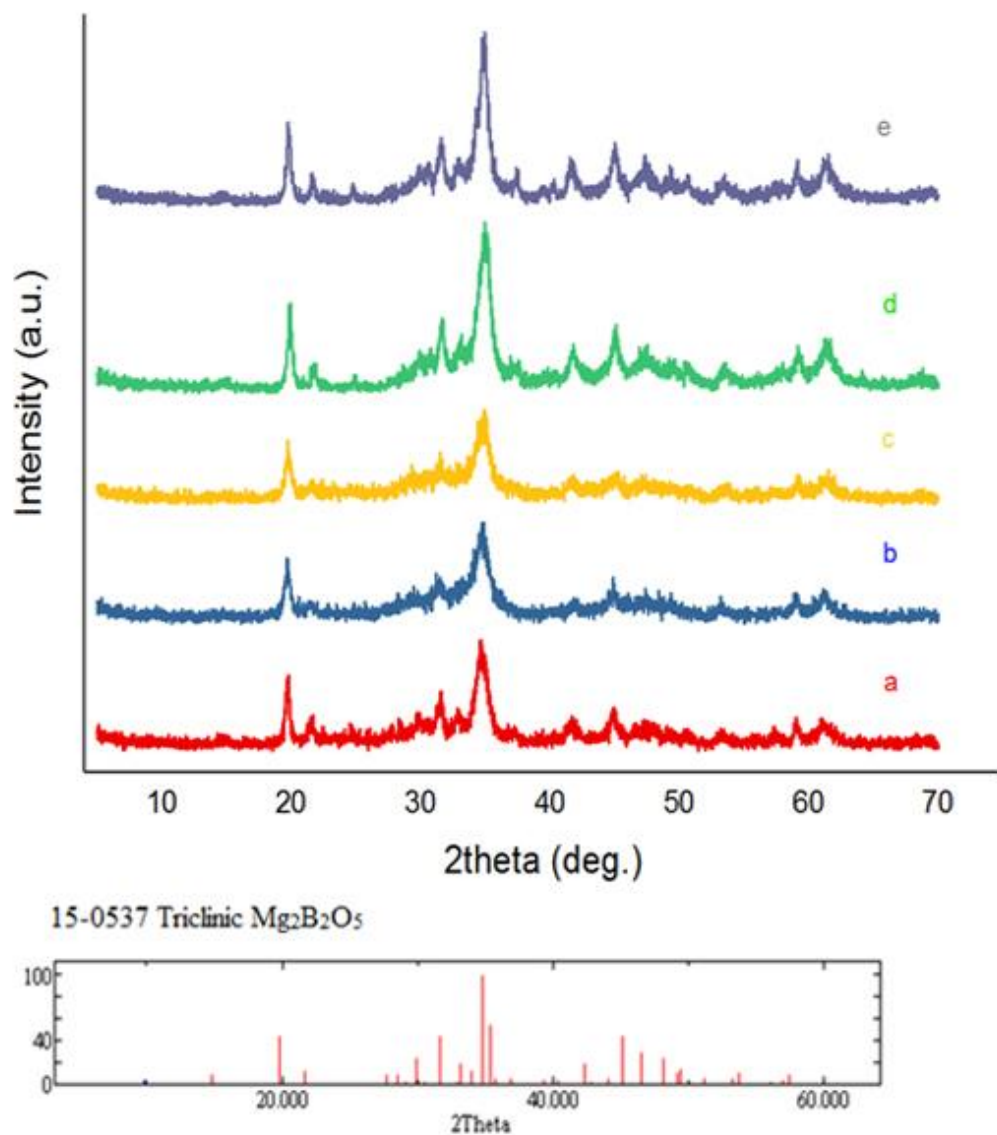 e
d
c
b
a
Intensity (a.u.)
10 20 30 40 50 60 70
2theta (deg.)
15-0537 Triclinic Mg₂B₂O₅
100
40
0
20.000 40.000 60.000
2Theta